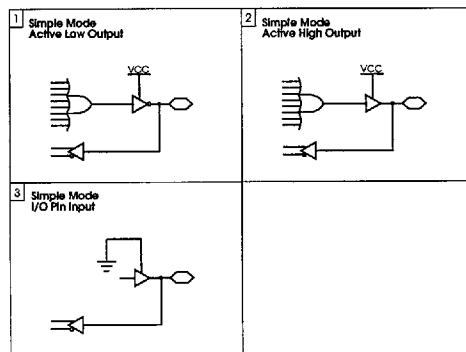 1
Simple Mode
Active Low Output
VCC
2
Simple Mode
Active High Output
VCC
3
Simple Mode
I/O Pin Input